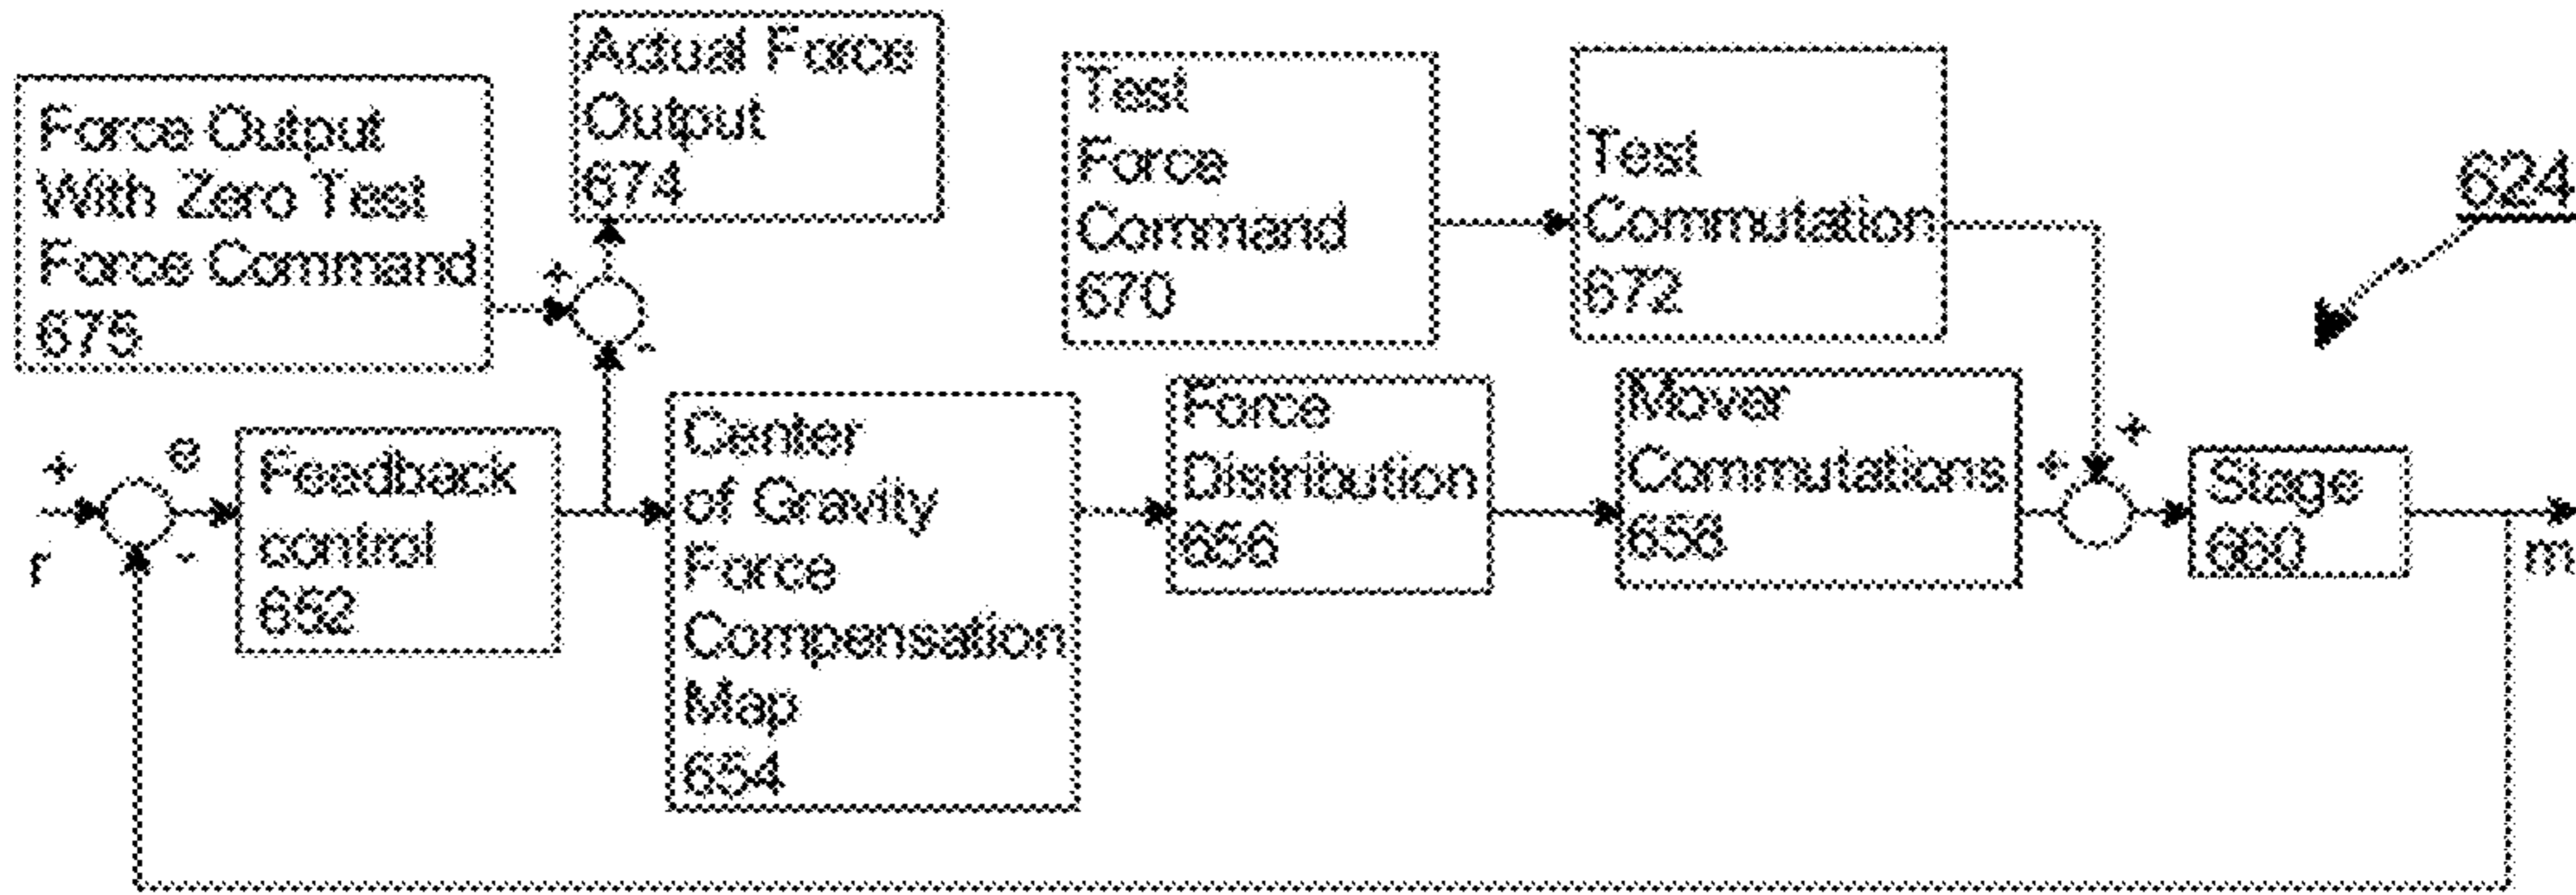 Force Output
With Zero Test
Force Command
675
Actual Force
Output
674
Test
Force
Command
670
Test
Commutation
672
624
+
-
+
e
-
r
Feedback
control
652
Center
of Gravity
Force
Compensation
Map
654
Force
Distribution
656
Mover
Commutations
658
+
+
Stage
660
m